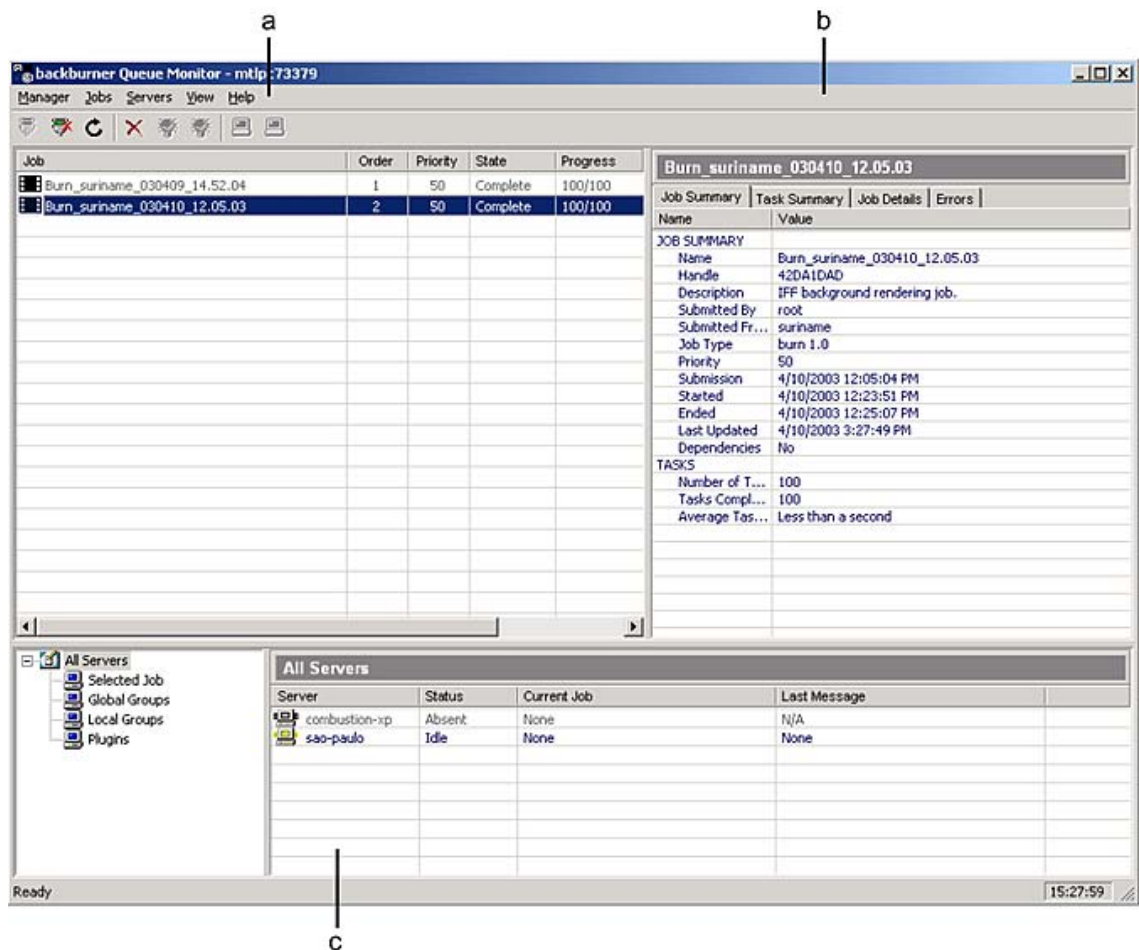 a b
backburner Queue Monitor - mtlpc73379
Manager Jobs Servers View Help
Job Order Priority State Progress
Burn_suriname_030409_14.52.04 1 50 Complete 100/100
Burn_suriname_030410_12.05.03 2 50 Complete 100/100
Burn_suriname_030410_12.05.03
Job Summary Task Summary Job Details Errors
Name Value
JOB SUMMARY
Name Burn_suriname_030410_12.05.03
Handle 42DA1DAD
Description IFF background rendering job.
Submitted By root
Submitted Fr... suriname
Job Type burn 1.0
Priority 50
Submission 4/10/2003 12:05:04 PM
Started 4/10/2003 12:23:51 PM
Ended 4/10/2003 12:25:07 PM
Last Updated 4/10/2003 3:27:49 PM
Dependencies No
TASKS
Number of T... 100
Tasks Compl... 100
Average Tas... Less than a second
All Servers
Selected Job
Global Groups
Local Groups
Plugins
All Servers
Server Status Current Job Last Message
combustion-xp Absent None N/A
sao-paulo Idle None None
Ready 15:27:59
c